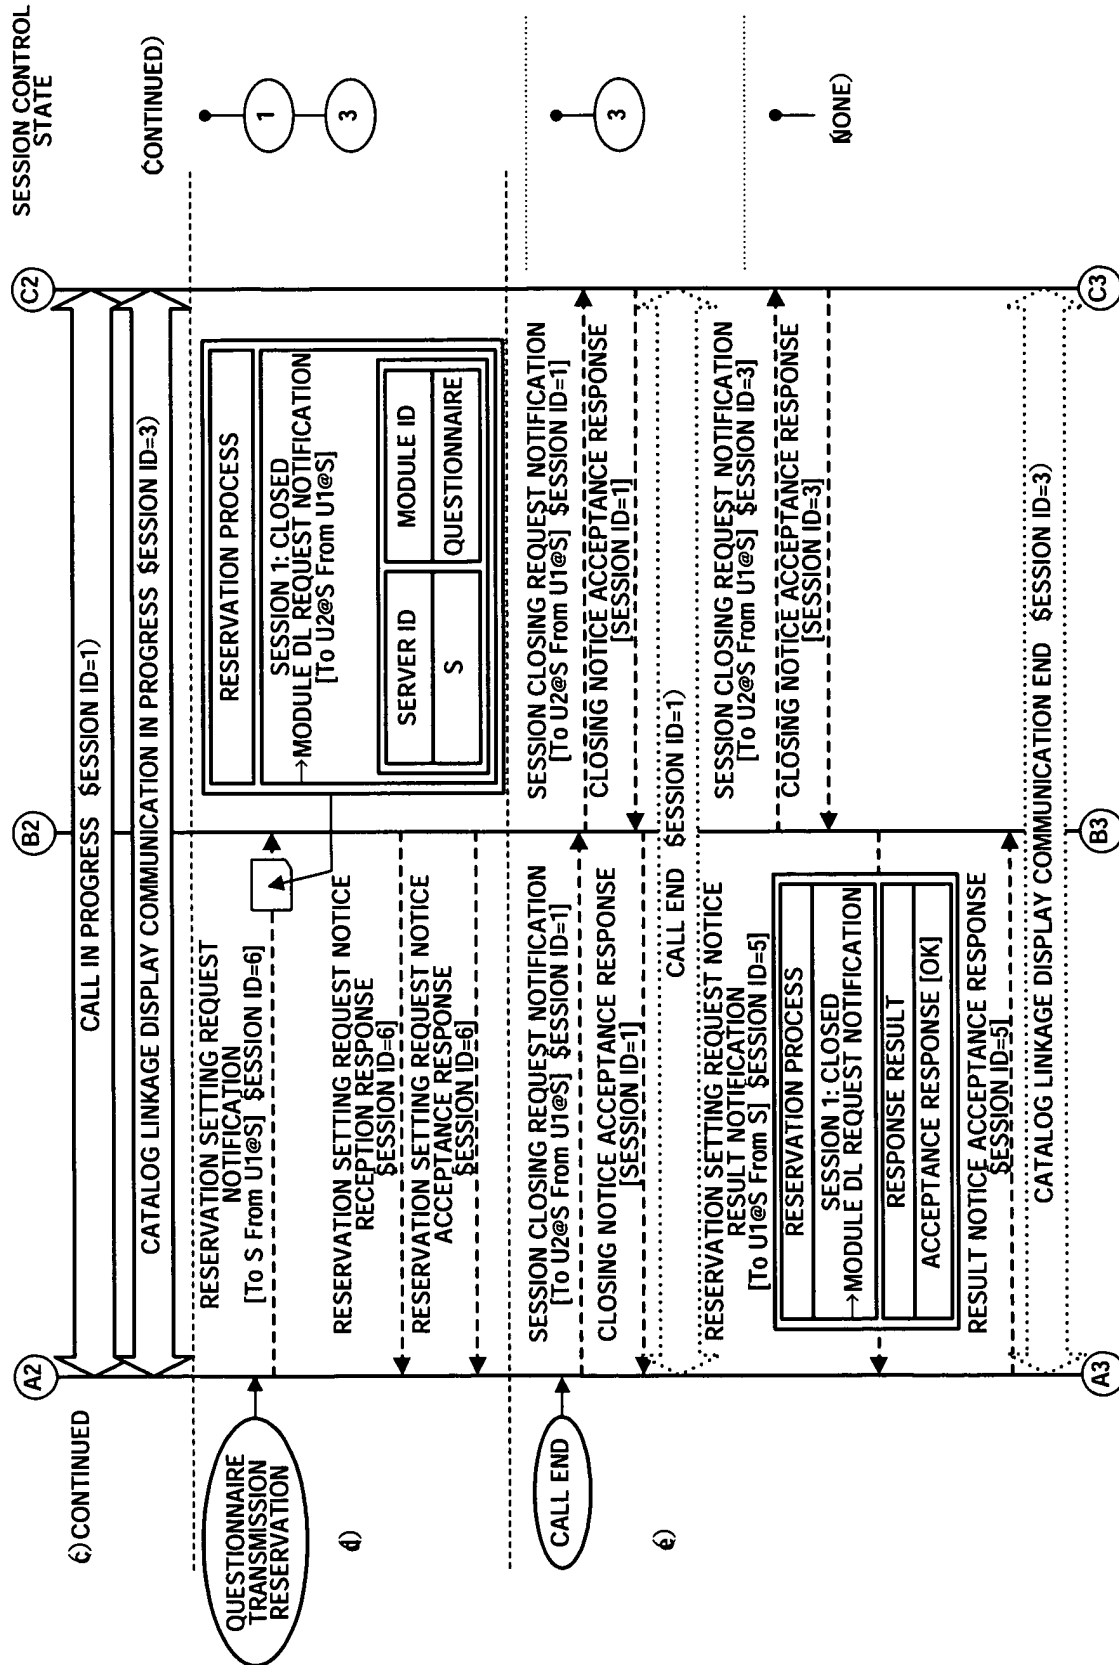 SESSION CONTROL
STATE
A2
B2
C2
(c) CONTINUED
CALL IN PROGRESS (SESSION ID=1)
CATALOG LINKAGE DISPLAY COMMUNICATION IN PROGRESS (SESSION ID=3)
(CONTINUED)
QUESTIONNAIRE
TRANSMISSION
RESERVATION
(d)
RESERVATION SETTING REQUEST
NOTIFICATION
[To S From U1@S] (SESSION ID=6)
RESERVATION PROCESS
SESSION 1: CLOSED
→MODULE DL REQUEST NOTIFICATION
[To U2@S From U1@S]
SERVER ID
MODULE ID
S
QUESTIONNAIRE
1
3
RESERVATION SETTING REQUEST NOTICE
RECEPTION RESPONSE
(SESSION ID=6]
RESERVATION SETTING REQUEST NOTICE
ACCEPTANCE RESPONSE
(SESSION ID=6]
CALL END
(e)
SESSION CLOSING REQUEST NOTIFICATION
[To U2@S From U1@S] (SESSION ID=1]
SESSION CLOSING REQUEST NOTIFICATION
[To U2@S From U1@S] (SESSION ID=1]
3
CLOSING NOTICE ACCEPTANCE RESPONSE
[SESSION ID=1]
CLOSING NOTICE ACCEPTANCE RESPONSE
[SESSION ID=1]
CALL END (SESSION ID=1)
RESERVATION SETTING REQUEST NOTICE
RESULT NOTIFICATION
[To U1@S From S] (SESSION ID=5]
SESSION CLOSING REQUEST NOTIFICATION
[To U2@S From U1@S] (SESSION ID=3]
CLOSING NOTICE ACCEPTANCE RESPONSE
[SESSION ID=3]
(NONE)
RESERVATION PROCESS
SESSION 1: CLOSED
→MODULE DL REQUEST NOTIFICATION
RESPONSE RESULT
ACCEPTANCE RESPONSE [OK]
RESULT NOTICE ACCEPTANCE RESPONSE
(SESSION ID=5]
CATALOG LINKAGE DISPLAY COMMUNICATION END (SESSION ID=3)
A3
B3
C3